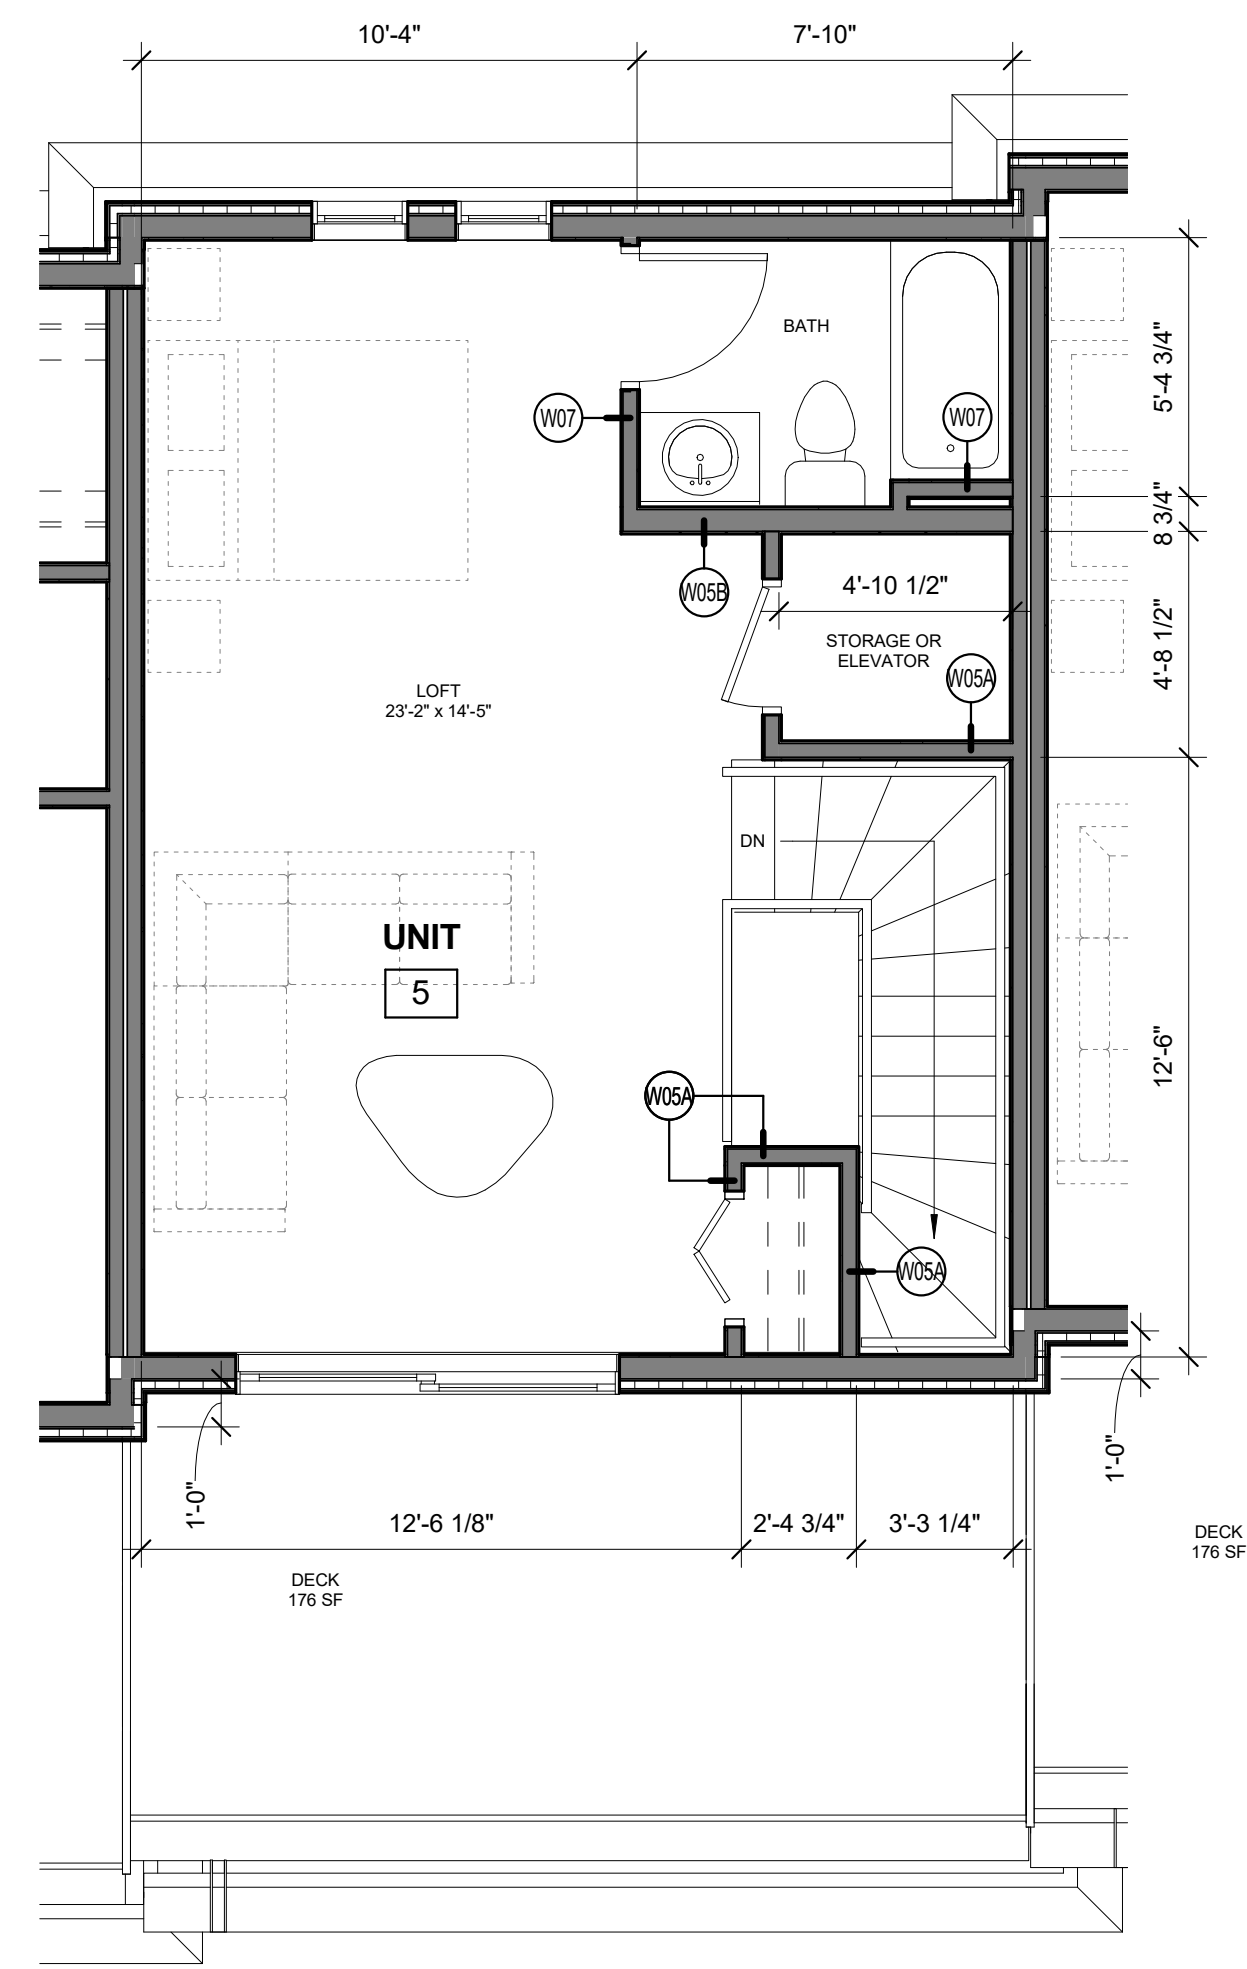 10'-4"
7'-10"
BATH
5'-4 3/4"
W07
W07
8 3/4"
W05B
4'-10 1/2"
STORAGE OR
ELEVATOR
4'-8 1/2"
W05A
LOFT
23'-2" x 14'-5"
DN
UNIT
5
12'-6"
W05A
W05A
1'-0"
1'-0"
12'-6 1/8"
2'-4 3/4"
3'-3 1/4"
DECK
176 SF
DECK
176 SF